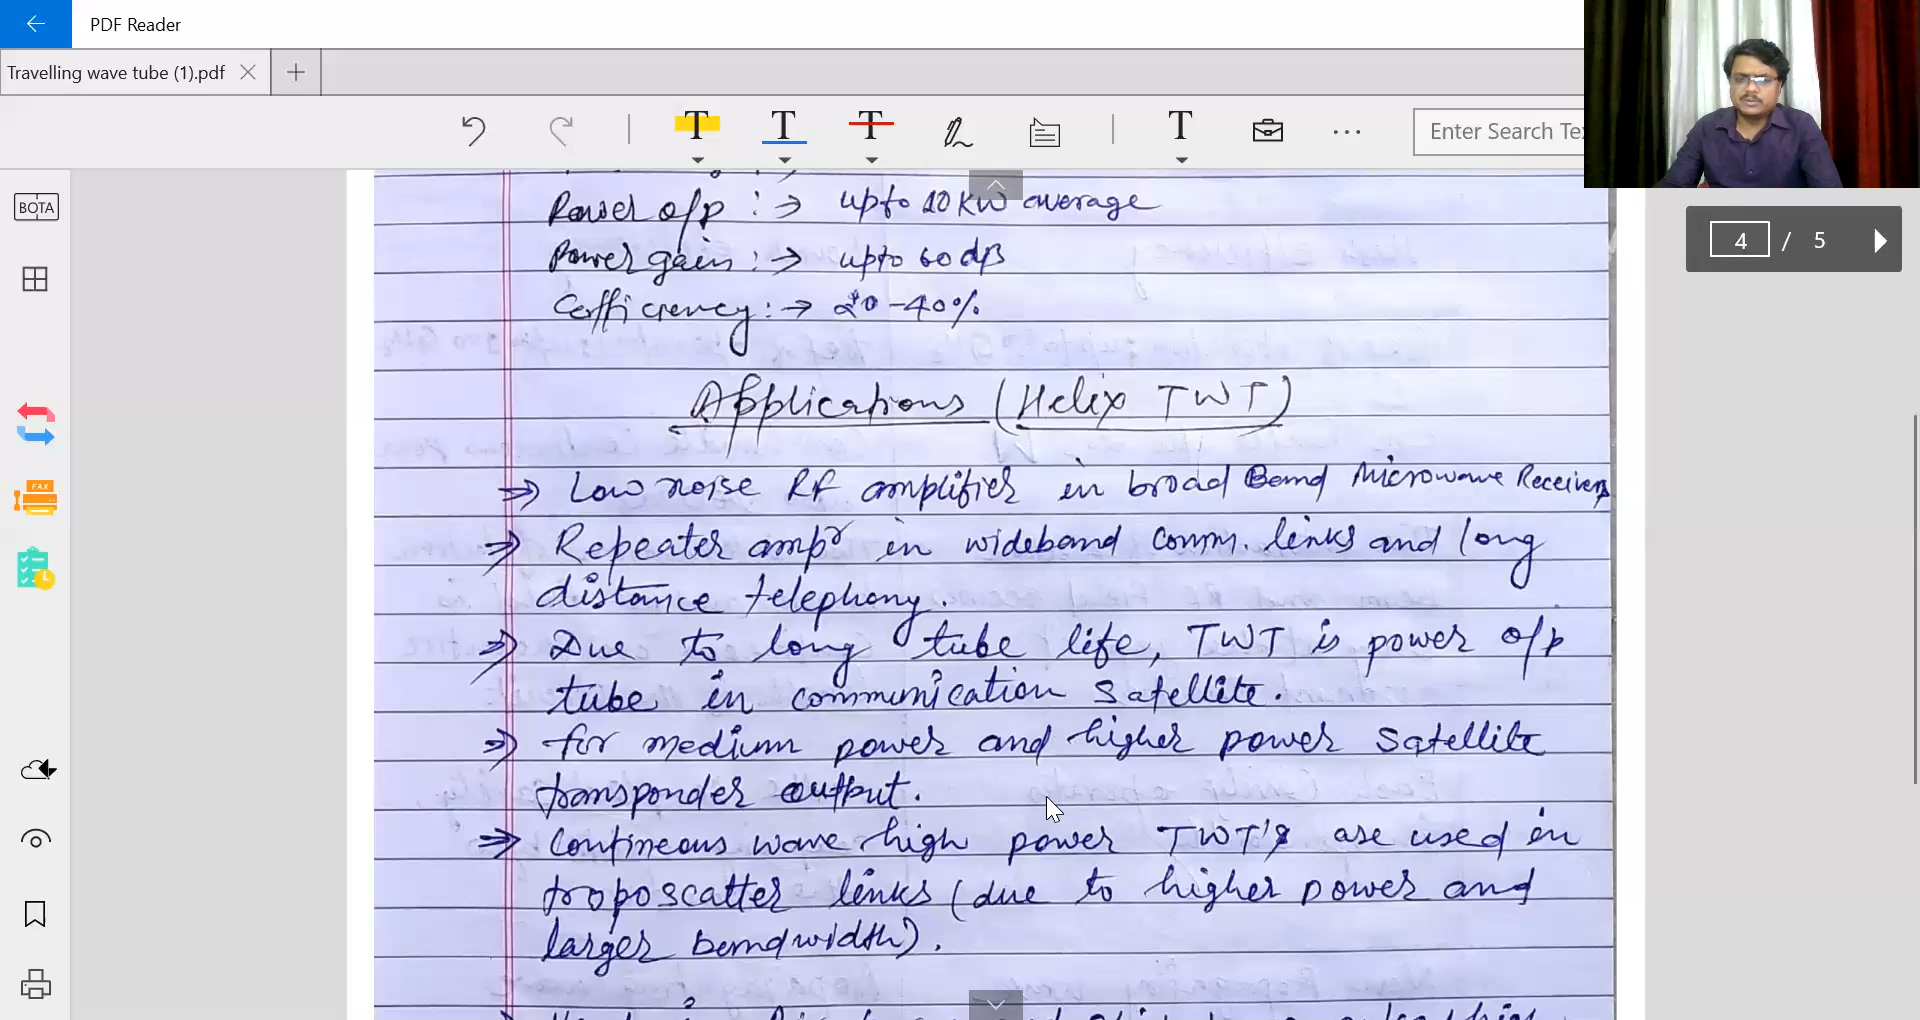 PDF Reader
Travelling wave tube (1).pdf
Enter Search Te
BOTA
4 / 5
FAX
Power o/p :→ upto 10 KW average
Power gain :→ upto 60 dB
Cefficiency :→ 20-40%
Applications (Helix TWT)
⇒ Low noise RF amplifier in broad Band Microwave Receivers
⇒ Repeater ampr in wideband comm. links and long
distance telephony.
⇒ Due to long tube life, TWT is power o/p
tube in communication satellite.
⇒ for medium power and higher power satellite
transponder output.
⇒ Contineous wave high power TWT's are used in
troposcatter links (due to higher power and
larger bandwidth).